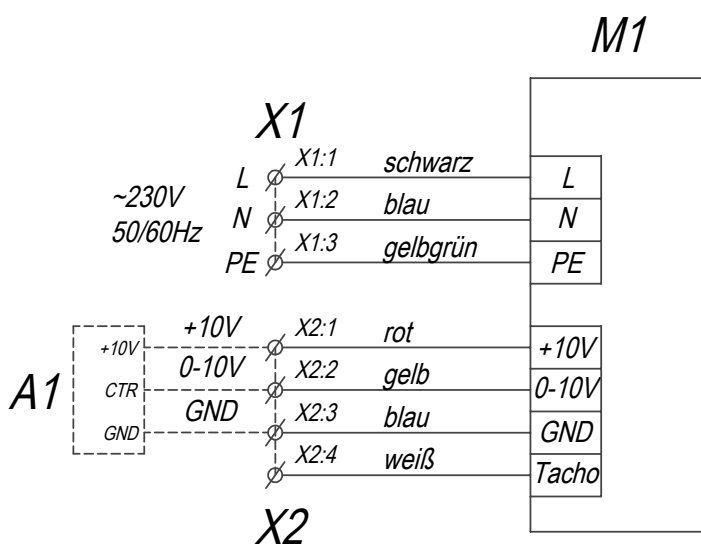 M1
X1
X1:1 schwarz
L L
~230V
50/60Hz
X1:2 blau
N N
X1:3 gelbgrün
PE PE
+10V X2:1 rot
+10V +10V
0-10V X2:2 gelb
A1 CTR 0-10V
GND X2:3 blau
GND GND
X2:4 weiß
Tacho
X2